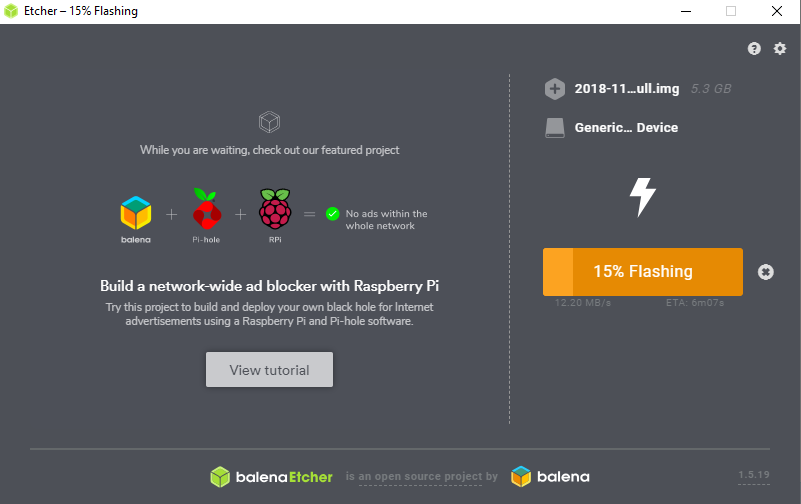 Etcher – 15% Flashing
While you are waiting, check out our featured project
balena
Pi-hole
RPi
No ads within the
whole network
Build a network-wide ad blocker with Raspberry Pi
Try this project to build and deploy your own black hole for Internet
advertisements using a Raspberry Pi and Pi-hole software.
View tutorial
2018-11...ull.img 5.3 GB
Generic... Device
15% Flashing
12.20 MB/s ETA: 6m07s
balenaEtcher is an open source project by balena
1.5.19